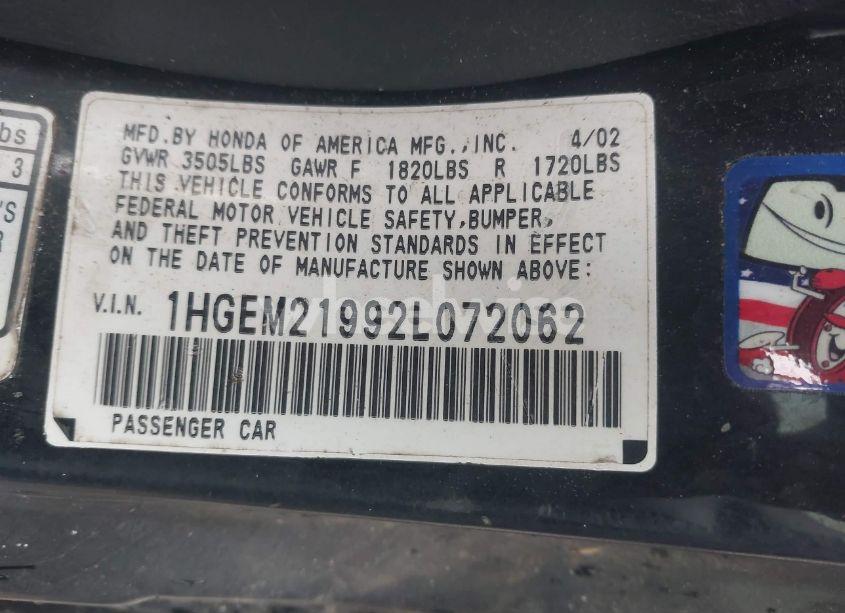 bs
3
'S
R
MFD. BY HONDA OF AMERICA MFG., INC. 4/02
GVWR 3505LBS GAWR F 1820LBS R 1720LBS
THIS VEHICLE CONFORMS TO ALL APPLICABLE
FEDERAL MOTOR VEHICLE SAFETY, BUMPER,
AND THEFT PREVENTION STANDARDS IN EFFECT
ON THE DATE OF MANUFACTURE SHOWN ABOVE:
V.I.N. 1HGEM21992L072062
PASSENGER CAR